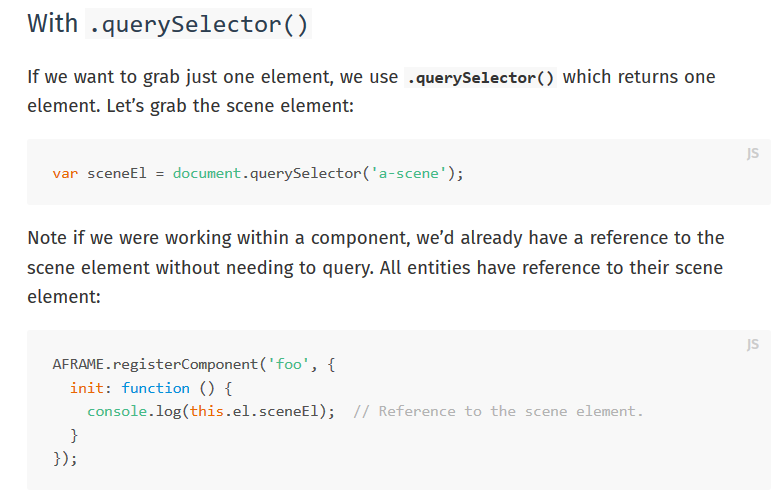 With .querySelector()
If we want to grab just one element, we use .querySelector() which returns one
element. Let’s grab the scene element:
JS
var sceneEl = document.querySelector('a-scene');
Note if we were working within a component, we’d already have a reference to the
scene element without needing to query. All entities have reference to their scene
element:
JS
AFRAME.registerComponent('foo', {
  init: function () {
    console.log(this.el.sceneEl);  // Reference to the scene element.
  }
});